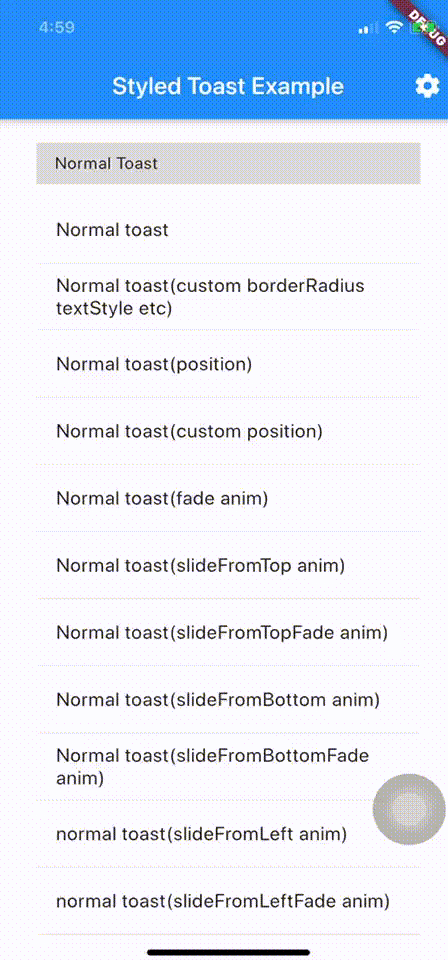 4:59
DEBUG
Styled Toast Example
Normal Toast
Normal toast
Normal toast(custom borderRadius
textStyle etc)
Normal toast(position)
Normal toast(custom position)
Normal toast(fade anim)
Normal toast(slideFromTop anim)
Normal toast(slideFromTopFade anim)
Normal toast(slideFromBottom anim)
Normal toast(slideFromBottomFade
anim)
normal toast(slideFromLeft anim)
normal toast(slideFromLeftFade anim)